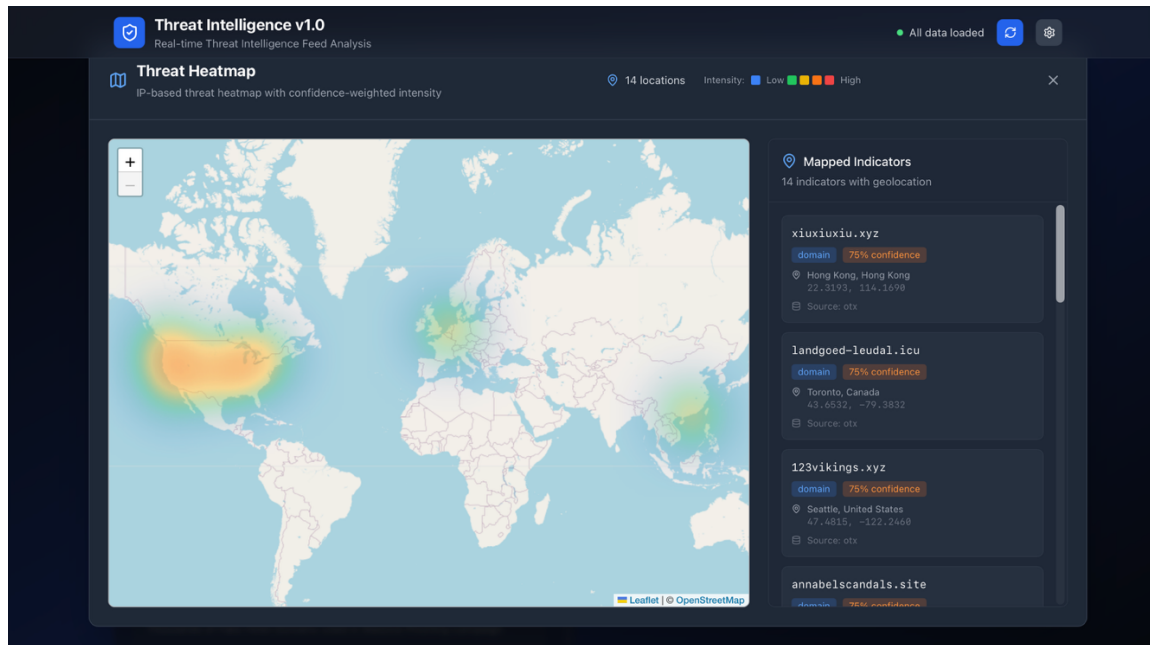 Threat Intelligence v1.0
Real-time Threat Intelligence Feed Analysis
All data loaded
Threat Heatmap
IP-based threat heatmap with confidence-weighted intensity
14 locations
Intensity: Low High
+
−
Mapped Indicators
14 indicators with geolocation
xiuxiuxiu.xyz
domain 75% confidence
Hong Kong, Hong Kong
22.3193, 114.1690
Source: otx
landgoed-leudal.icu
domain 75% confidence
Toronto, Canada
43.6532, -79.3832
Source: otx
123vikings.xyz
domain 75% confidence
Seattle, United States
47.4815, -122.2460
Source: otx
annabelscandals.site
domain 75% confidence
Leaflet | © OpenStreetMap